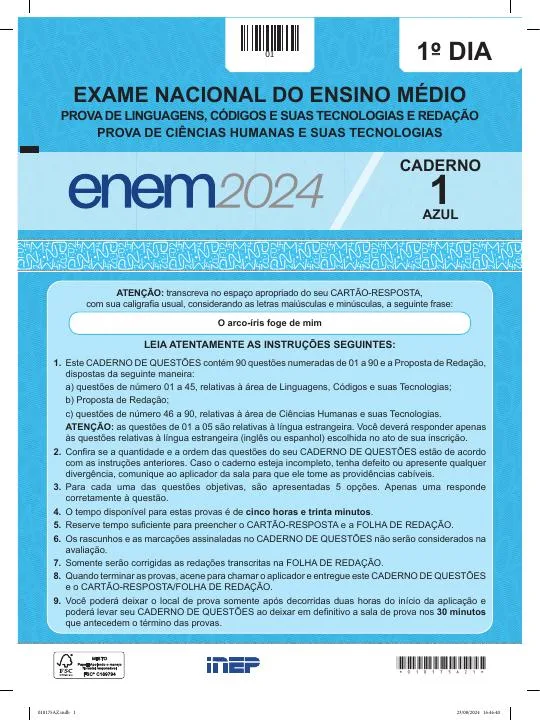 01
1º DIA
EXAME NACIONAL DO ENSINO MÉDIO
PROVA DE LINGUAGENS, CÓDIGOS E SUAS TECNOLOGIAS E REDAÇÃO
PROVA DE CIÊNCIAS HUMANAS E SUAS TECNOLOGIAS
enem2024
CADERNO
1
AZUL
ATENÇÃO: transcreva no espaço apropriado do seu CARTÃO-RESPOSTA,
com sua caligrafia usual, considerando as letras maiúsculas e minúsculas, a seguinte frase:
O arco-íris foge de mim
LEIA ATENTAMENTE AS INSTRUÇÕES SEGUINTES:
1. Este CADERNO DE QUESTÕES contém 90 questões numeradas de 01 a 90 e a Proposta de Redação,
dispostas da seguinte maneira:
a) questões de número 01 a 45, relativas à área de Linguagens, Códigos e suas Tecnologias;
b) Proposta de Redação;
c) questões de número 46 a 90, relativas à área de Ciências Humanas e suas Tecnologias.
ATENÇÃO: as questões de 01 a 05 são relativas à língua estrangeira. Você deverá responder apenas
às questões relativas à língua estrangeira (inglês ou espanhol) escolhida no ato de sua inscrição.
2. Confira se a quantidade e a ordem das questões do seu CADERNO DE QUESTÕES estão de acordo
com as instruções anteriores. Caso o caderno esteja incompleto, tenha defeito ou apresente qualquer
divergência, comunique ao aplicador da sala para que ele tome as providências cabíveis.
3. Para cada uma das questões objetivas, são apresentadas 5 opções. Apenas uma responde
corretamente à questão.
4. O tempo disponível para estas provas é de cinco horas e trinta minutos.
5. Reserve tempo suficiente para preencher o CARTÃO-RESPOSTA e a FOLHA DE REDAÇÃO.
6. Os rascunhos e as marcações assinaladas no CADERNO DE QUESTÕES não serão considerados na
avaliação.
7. Somente serão corrigidas as redações transcritas na FOLHA DE REDAÇÃO.
8. Quando terminar as provas, acene para chamar o aplicador e entregue este CADERNO DE QUESTÕES
e o CARTÃO-RESPOSTA/FOLHA DE REDAÇÃO.
9. Você poderá deixar o local de prova somente após decorridas duas horas do início da aplicação e
poderá levar seu CADERNO DE QUESTÕES ao deixar em definitivo a sala de prova nos 30 minutos
que antecedem o término das provas.
FSC
MISTO
FSC® C109704
INEP
*010175AZ1*